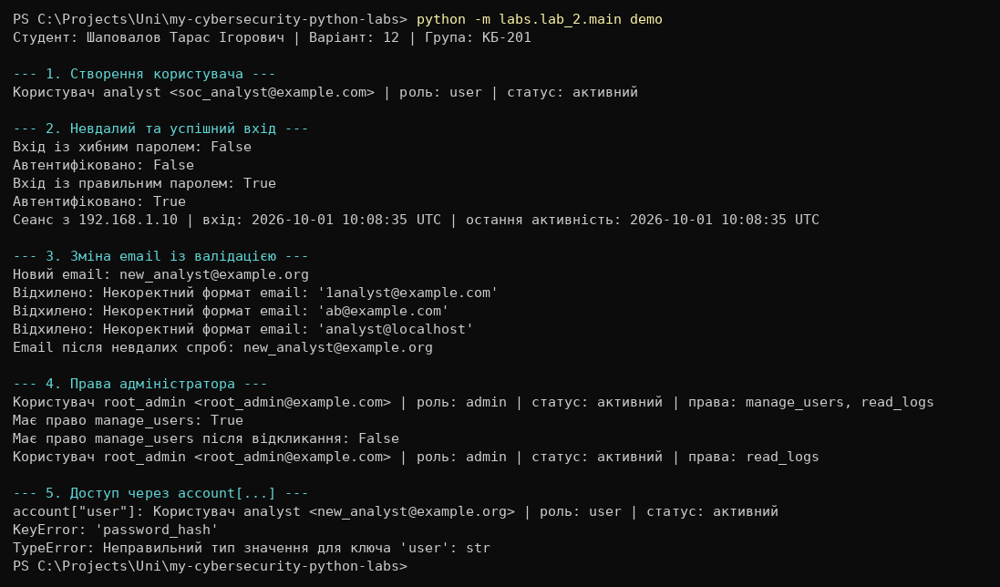 PS C:\Projects\Uni\my-cybersecurity-python-labs> python -m labs.lab_2.main demo
Студент: Шаповалов Тарас Ігорович | Варіант: 12 | Група: КБ-201
--- 1. Створення користувача ---
Користувач analyst <soc_analyst@example.com> | роль: user | статус: активний
--- 2. Невдалий та успішний вхід ---
Вхід із хибним паролем: False
Автентифіковано: False
Вхід із правильним паролем: True
Автентифіковано: True
Сеанс з 192.168.1.10 | вхід: 2026-10-01 10:08:35 UTC | остання активність: 2026-10-01 10:08:35 UTC
--- 3. Зміна email із валідацією ---
Новий email: new_analyst@example.org
Відхилено: Некоректний формат email: '1analyst@example.com'
Відхилено: Некоректний формат email: 'ab@example.com'
Відхилено: Некоректний формат email: 'analyst@localhost'
Email після невдалих спроб: new_analyst@example.org
--- 4. Права адміністратора ---
Користувач root_admin <root_admin@example.com> | роль: admin | статус: активний | права: manage_users, read_logs
Має право manage_users: True
Має право manage_users після відкликання: False
Користувач root_admin <root_admin@example.com> | роль: admin | статус: активний | права: read_logs
--- 5. Доступ через account[...] ---
account["user"]: Користувач analyst <new_analyst@example.org> | роль: user | статус: активний
KeyError: 'password_hash'
TypeError: Неправильний тип значення для ключа 'user': str
PS C:\Projects\Uni\my-cybersecurity-python-labs>